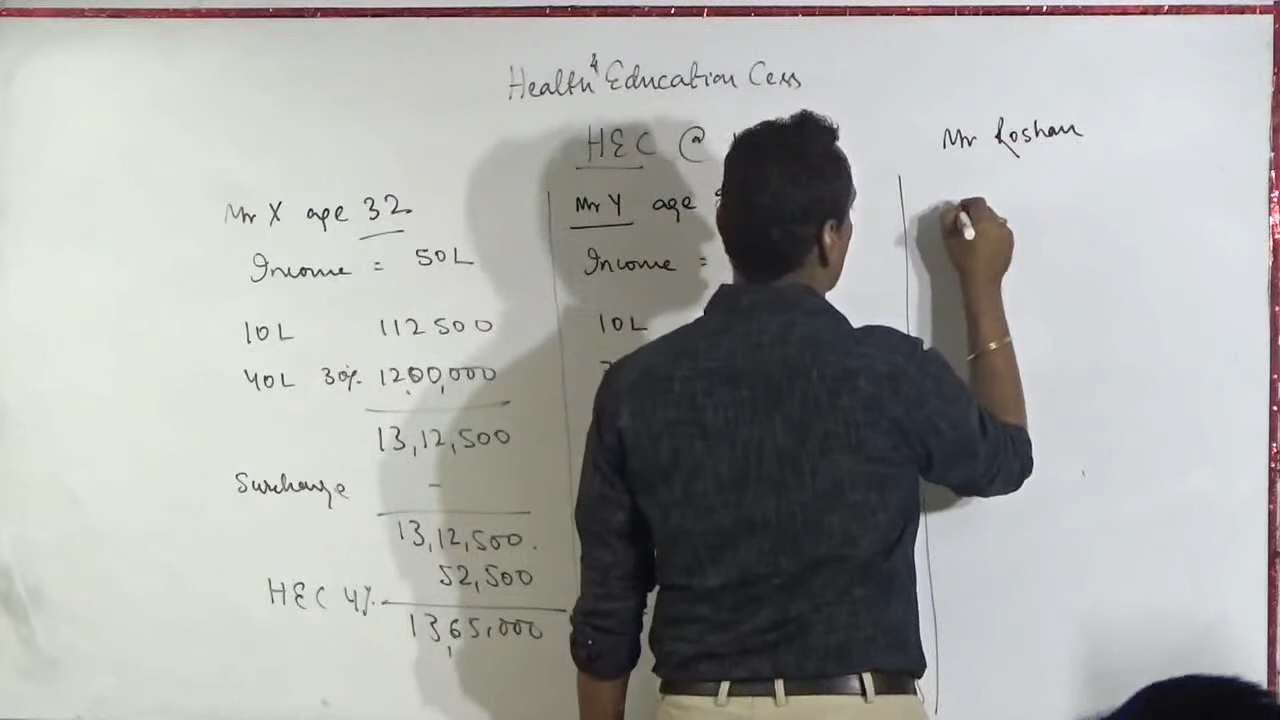 Health & Education Cess
HEC @
Mr Roshan
Mr X age 32
Income = 50L
10L 112500
40L 30% 1200,000
13,12,500
Surcharge -
13,12,500.
52,500
HEC 4%.
1365,000
Mr Y age
Income =
10L